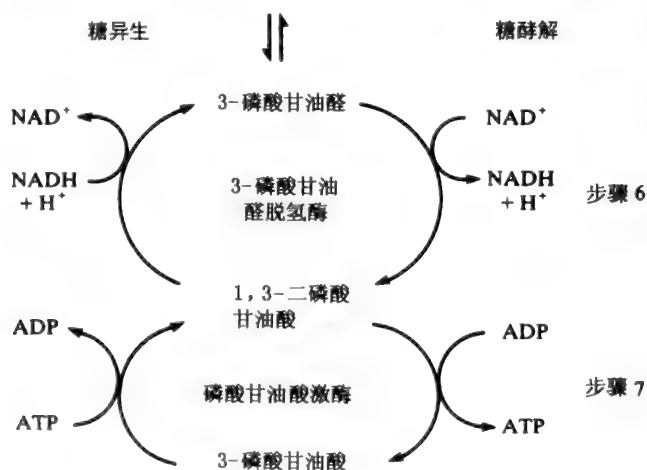 糖异生
糖酵解
3-磷酸甘油醛
NAD⁺
NAD⁺
NADH
+ H⁺
3-磷酸甘油
醛脱氢酶
NADH
+ H⁺
步骤 6
1,3-二磷酸
甘油酸
ADP
ADP
磷酸甘油酸激酶
步骤 7
ATP
ATP
3-磷酸甘油酸